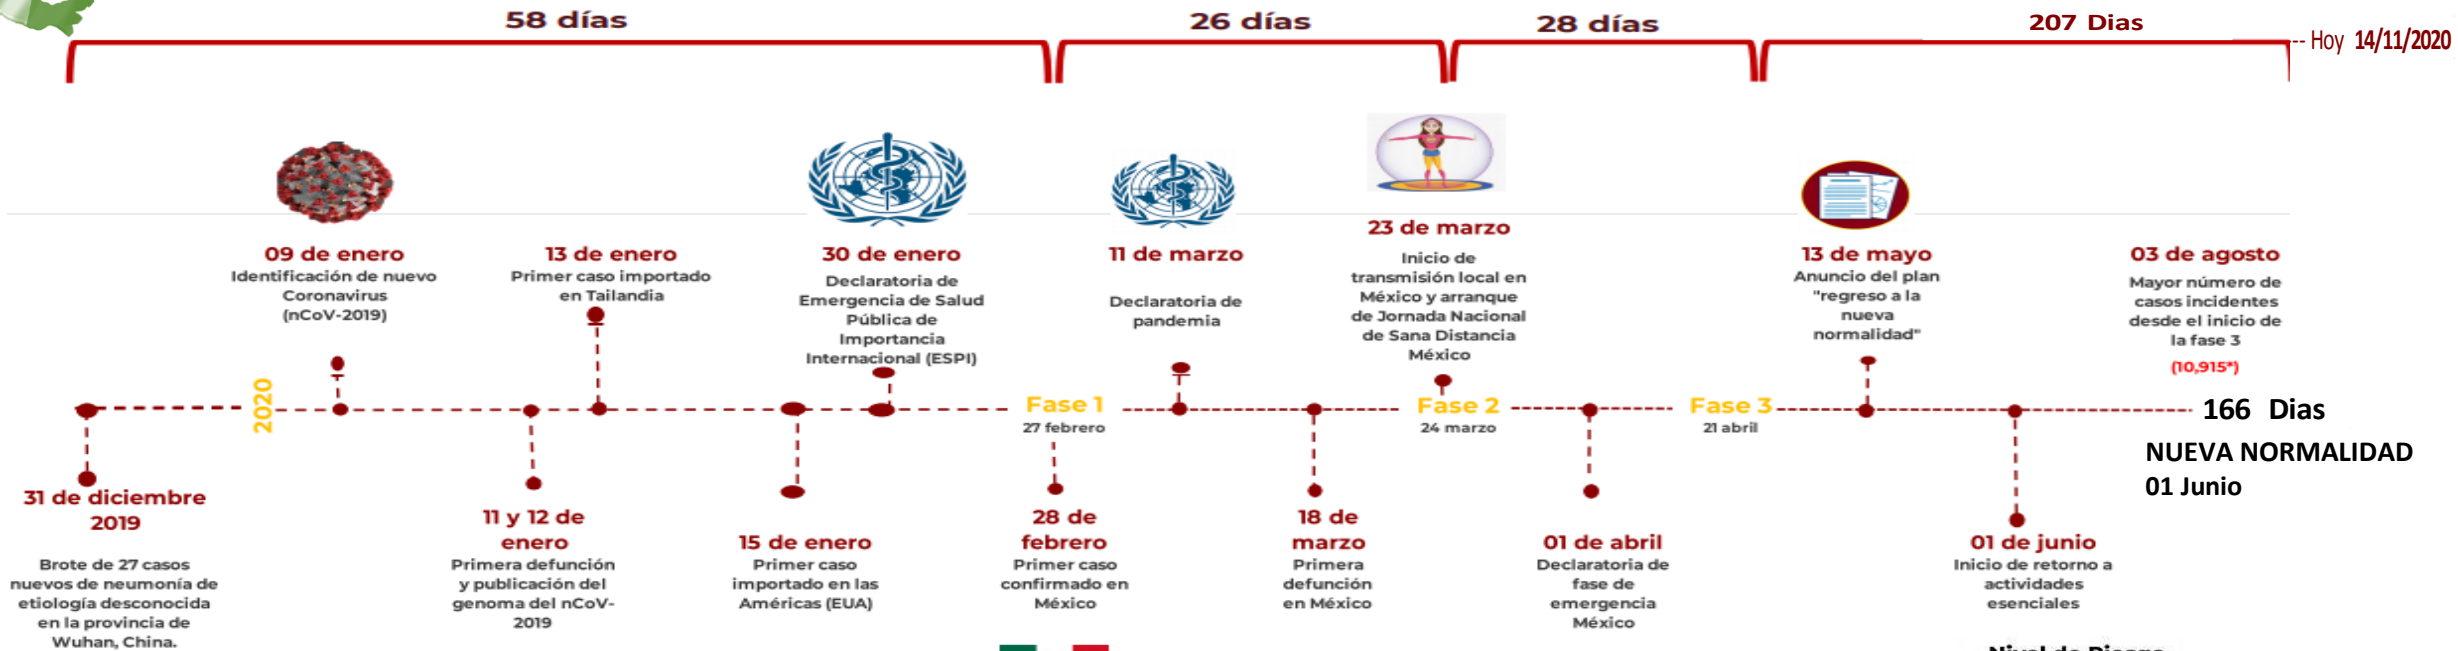 58 días
26 días
28 días
207 Dias
-- Hoy 14/11/2020
09 de enero
Identificación de nuevo
Coronavirus
(nCoV-2019)
13 de enero
Primer caso importado
en Tailandia
30 de enero
Declaratoria de
Emergencia de Salud
Pública de
Importancia
Internacional (ESPI)
11 de marzo
Declaratoria de
pandemia
23 de marzo
Inicio de
transmisión local en
México y arranque
de Jornada Nacional
de Sana Distancia
México
13 de mayo
Anuncio del plan
"regreso a la
nueva
normalidad"
03 de agosto
Mayor número de
casos incidentes
desde el inicio de
la fase 3
(10,915*)
2020
Fase 1
27 febrero
Fase 2
24 marzo
Fase 3
21 abril
166 Dias
NUEVA NORMALIDAD
01 Junio
31 de diciembre
2019
Brote de 27 casos
nuevos de neumonía de
etiología desconocida
en la provincia de
Wuhan, China.
11 y 12 de
enero
Primera defunción
y publicación del
genoma del nCoV-
2019
15 de enero
Primer caso
importado en las
Américas (EUA)
28 de
febrero
Primer caso
confirmado en
México
18 de
marzo
Primera
defunción
en México
01 de abril
Declaratoria de
fase de
emergencia
México
01 de junio
Inicio de retorno a
actividades
esenciales
Nivel de Riesgo